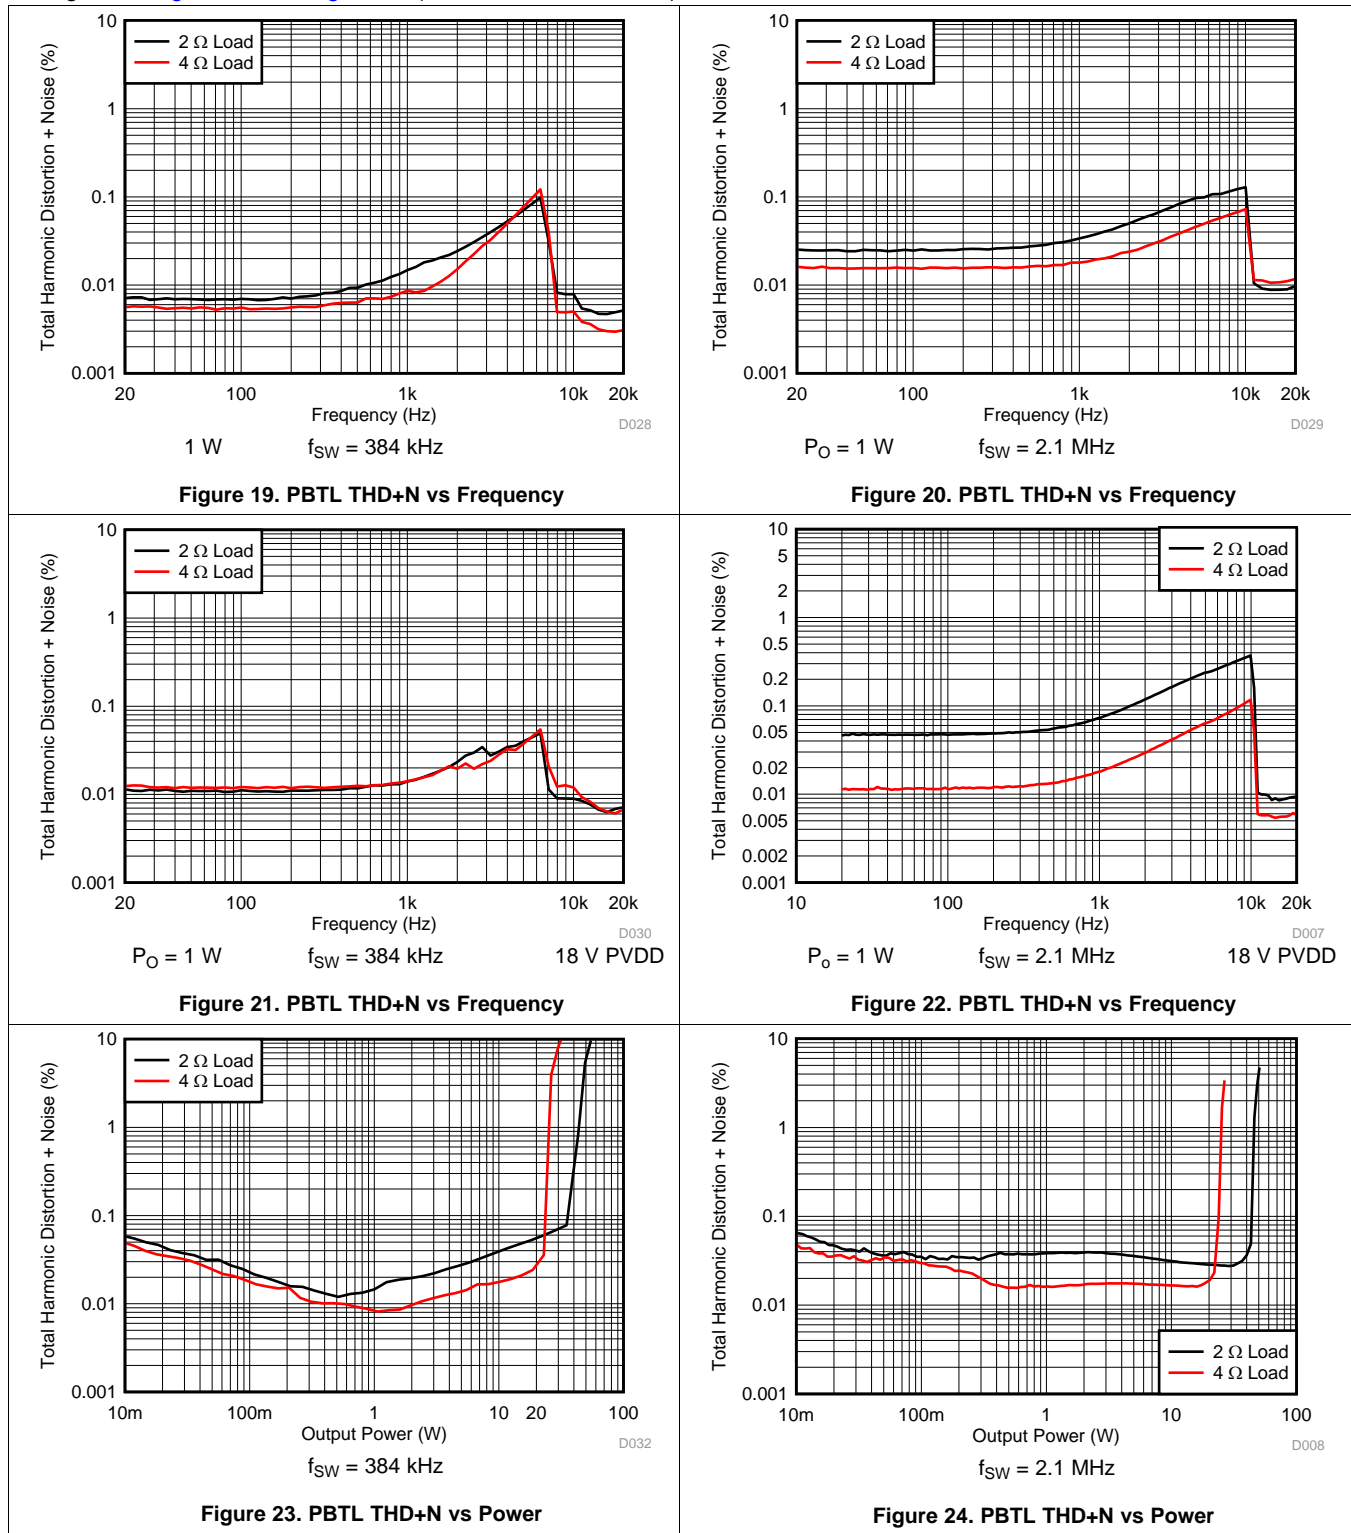 10
2 Ω Load
4 Ω Load
1
0.1
0.01
0.001
20 100 1k 10k 20k
Total Harmonic Distortion + Noise (%)
Frequency (Hz)
D028
1 W fSW = 384 kHz
Figure 19. PBTL THD+N vs Frequency
10
2 Ω Load
4 Ω Load
1
0.1
0.01
0.001
20 100 1k 10k 20k
Total Harmonic Distortion + Noise (%)
Frequency (Hz)
D029
PO = 1 W fSW = 2.1 MHz
Figure 20. PBTL THD+N vs Frequency
10
2 Ω Load
4 Ω Load
1
0.1
0.01
0.001
20 100 1k 10k 20k
Total Harmonic Distortion + Noise (%)
Frequency (Hz)
D030
PO = 1 W fSW = 384 kHz 18 V PVDD
Figure 21. PBTL THD+N vs Frequency
10
2 Ω Load
5
4 Ω Load
2
1
0.5
0.2
0.1
0.05
0.02
0.01
0.005
0.002
0.001
10 100 1k 10k 20k
Total Harmonic Distortion + Noise (%)
Frequency (Hz)
D007
Po = 1 W fSW = 2.1 MHz 18 V PVDD
Figure 22. PBTL THD+N vs Frequency
10
2 Ω Load
4 Ω Load
1
0.1
0.01
0.001
10m 100m 1 10 20 100
Total Harmonic Distortion + Noise (%)
Output Power (W)
D032
fSW = 384 kHz
Figure 23. PBTL THD+N vs Power
10
1
0.1
0.01
2 Ω Load
4 Ω Load
0.001
10m 100m 1 10 100
Total Harmonic Distortion + Noise (%)
Output Power (W)
D008
fSW = 2.1 MHz
Figure 24. PBTL THD+N vs Power